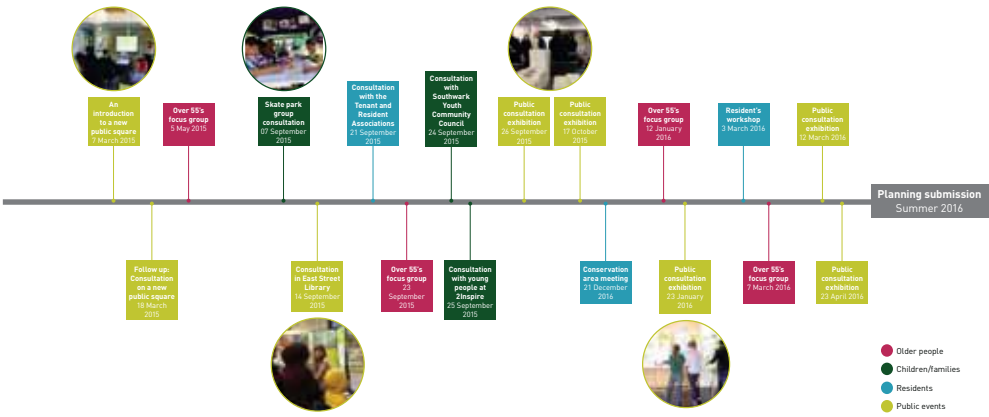 An
introduction
to a new
public square
7 March 2015
Over 55's
focus group
5 May 2015
Skate park
group
consultation
07 September
2015
Consultation
with the
Tenant and
Resident
Associations
21 September
2015
Consultation
with
Southwark
Youth
Community
Council
24 September
2015
Public
consultation
exhibition
26 September
2015
Public
consultation
exhibition
17 October
2015
Over 55's
focus group
12 January
2016
Resident's
workshop
3 March 2016
Public
consultation
exhibition
12 March 2016
Planning submission
Summer 2016
Follow up:
Consultation
on a new
public square
18 March
2015
Consultation
in East Street
Library
14 September
2015
Over 55's
focus group
23
September
2015
Consultation
with young
people at
2Inspire
25 September
2015
Conservation
area meeting
21 December
2016
Public
consultation
exhibition
23 January
2016
Over 55's
focus group
7 March 2016
Public
consultation
exhibition
23 April 2016
Older people
Children/families
Residents
Public events